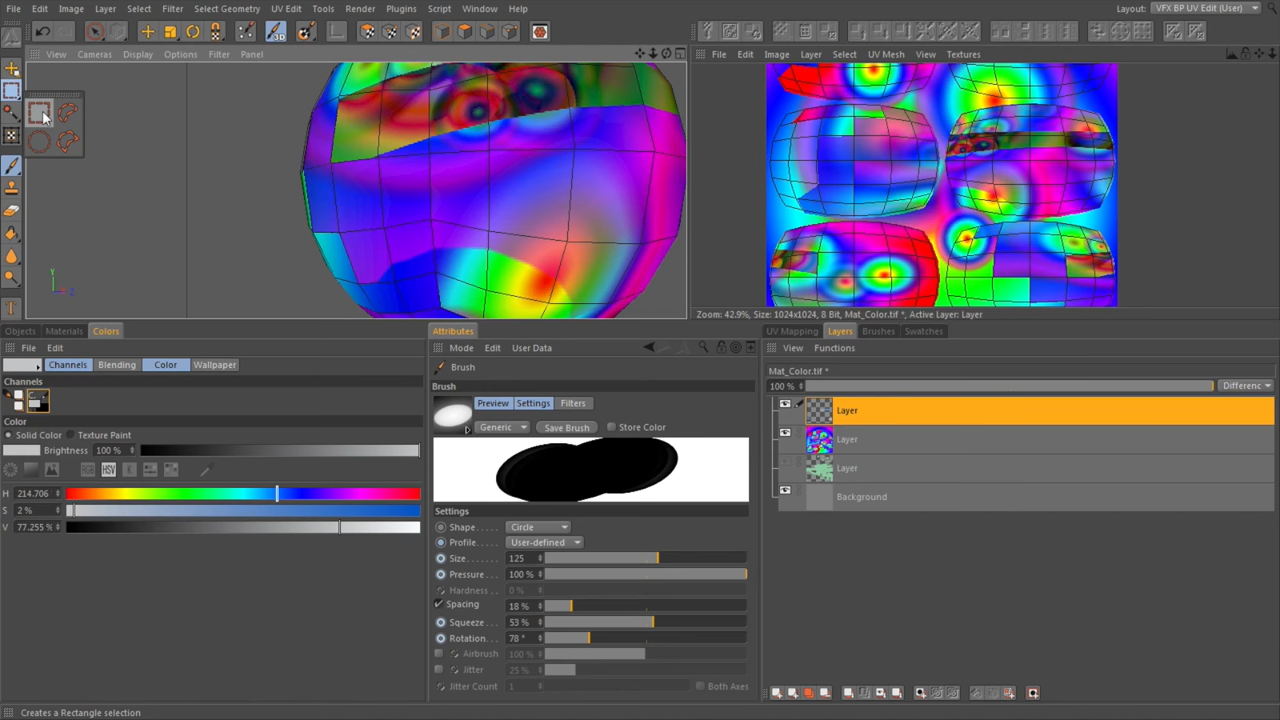 File Edit Image Layer Select Filter Select Geometry UV Edit Tools Render Plugins Script Window Help Layout: VFX BP UV Edit (User)
View Cameras Display Options Filter Panel
File Edit Image Layer Select UV Mesh View Textures
Y
Zoom: 42.9%, Size: 1024x1024, 8 Bit, Mat_Color.tif *, Active Layer: Layer
Objects Materials Colors
Attributes
UV Mapping Layers Brushes Swatches
File Edit
Mode Edit User Data
View Functions
Channels Blending Color Wallpaper
Brush
Mat_Color.tif *
Channels
Brush
100 % Differenc
Preview Settings Filters
Layer
Color
Generic Save Brush Store Color
Solid Color Texture Paint
Layer
Brightness 100 %
HSV
Layer
H 214.706
Background
S 2 %
V 77.255 %
Settings
Shape Circle
Profile User-defined
Size 125
Pressure 100 %
Hardness 0 %
Spacing 18 %
Squeeze 53 %
Rotation 78 °
Airbrush 100 %
Jitter 25 %
Jitter Count 1 Both Axes
Creates a Rectangle selection